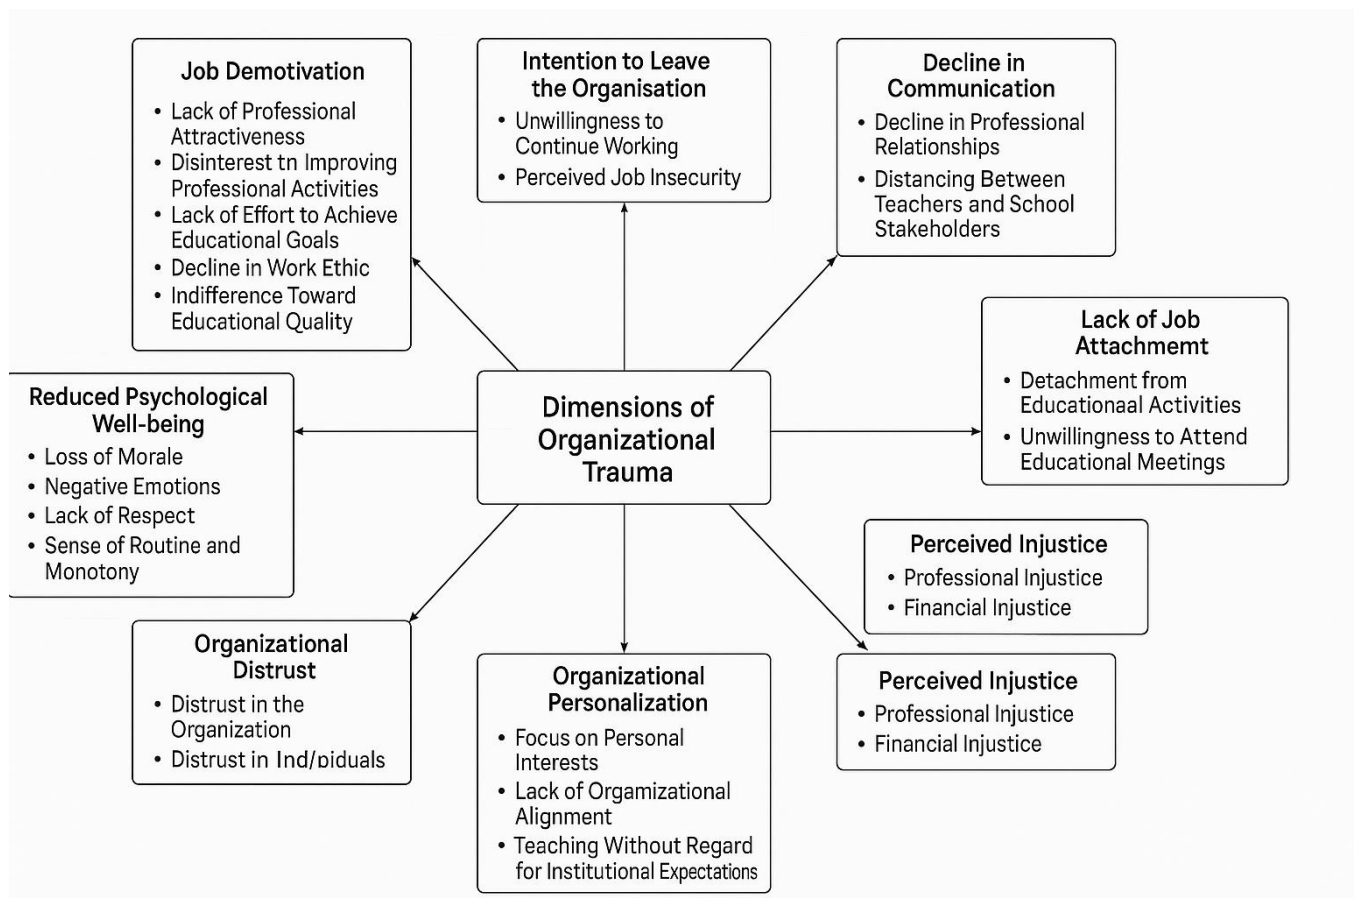 Job Demotivation
• Lack of Professional
Attractiveness
• Disinterest tn Improving
Professional Activities
• Lack of Effort to Achieve
Educational Goals
• Decline in Work Ethic
• Indifference Toward
Educational Quality
Intention to Leave
the Organisation
• Unwillingness to
Continue Working
• Perceived Job Insecurity
Decline in
Communication
• Decline in Professional
Relationships
• Distancing Between
Teachers and School
Stakeholders
Reduced Psychological
Well-being
• Loss of Morale
• Negative Emotions
• Lack of Respect
• Sense of Routine and
Monotony
Dimensions of
Organizational
Trauma
Lack of Job
Attachmemt
• Detachment from
Educationaal Activities
• Unwillingness to Attend
Educational Meetings
Perceived Injustice
• Professional Injustice
• Financial Injustice
Organizational
Distrust
• Distrust in the
Organization
• Distrust in Ind/piduals
Organizational
Personalization
• Focus on Personal
Interests
• Lack of Orgamizational
Alignment
• Teaching Without Regard
for Institutional Expectations
Perceived Injustice
• Professional Injustice
• Financial Injustice